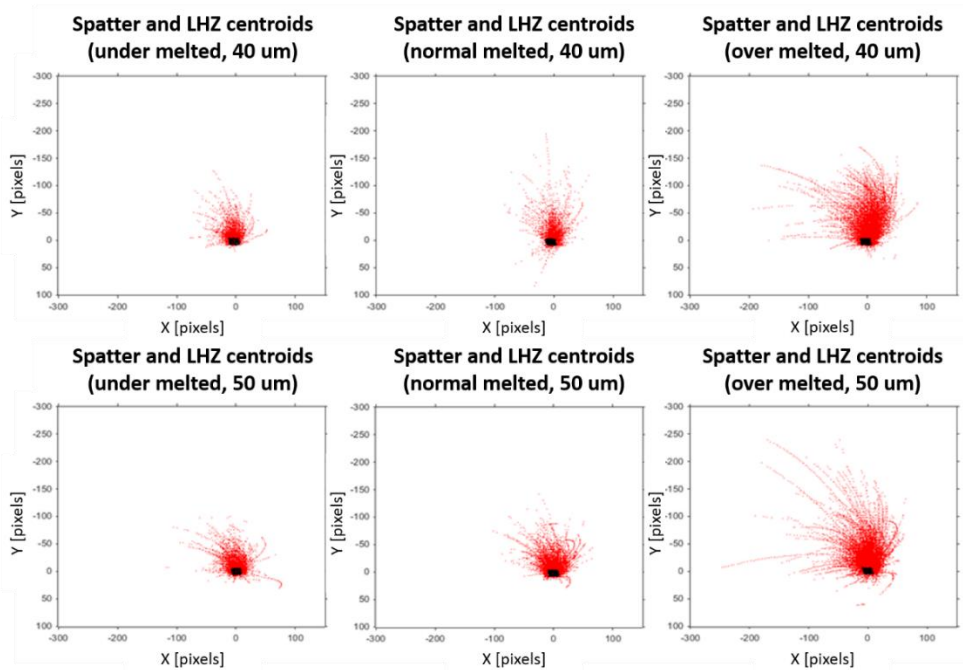 Spatter and LHZ centroids
(under melted, 40 um)
Spatter and LHZ centroids
(normal melted, 40 um)
Spatter and LHZ centroids
(over melted, 40 um)
-300
-250
-200
-150
-100
-50
0
50
100
Y [pixels]
-300 -200 -100 0 100
X [pixels]
-300
-250
-200
-150
-100
-50
0
50
100
Y [pixels]
-300 -200 -100 0 100
X [pixels]
-300
-250
-200
-150
-100
-50
0
50
100
Y [pixels]
-300 -200 -100 0 100
X [pixels]
Spatter and LHZ centroids
(under melted, 50 um)
Spatter and LHZ centroids
(normal melted, 50 um)
Spatter and LHZ centroids
(over melted, 50 um)
-300
-250
-200
-150
-100
-50
0
50
100
Y [pixels]
-300 -200 -100 0 100
X [pixels]
-300
-250
-200
-150
-100
-50
0
50
100
Y [pixels]
-300 -200 -100 0 100
X [pixels]
-300
-250
-200
-150
-100
-50
0
50
100
Y [pixels]
-300 -200 -100 0 100
X [pixels]